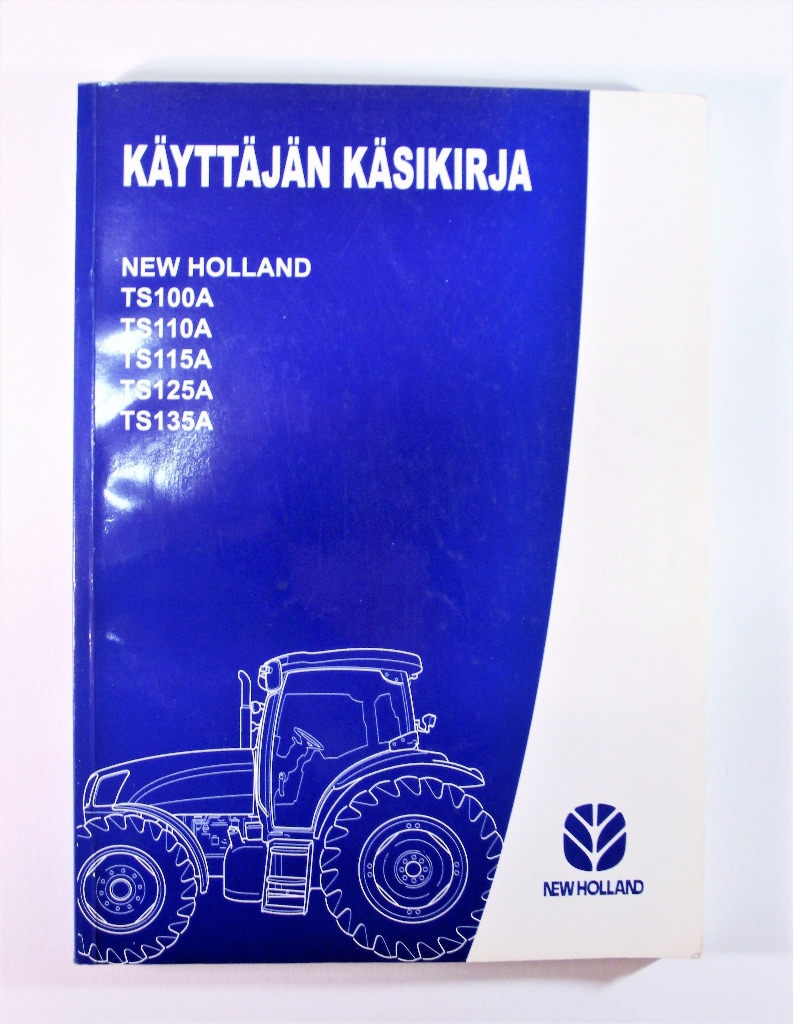 KÄYTTÄJÄN KÄSIKIRJA
NEW HOLLAND
TS100A
TS110A
TS115A
TS125A
TS135A
NEW HOLLAND